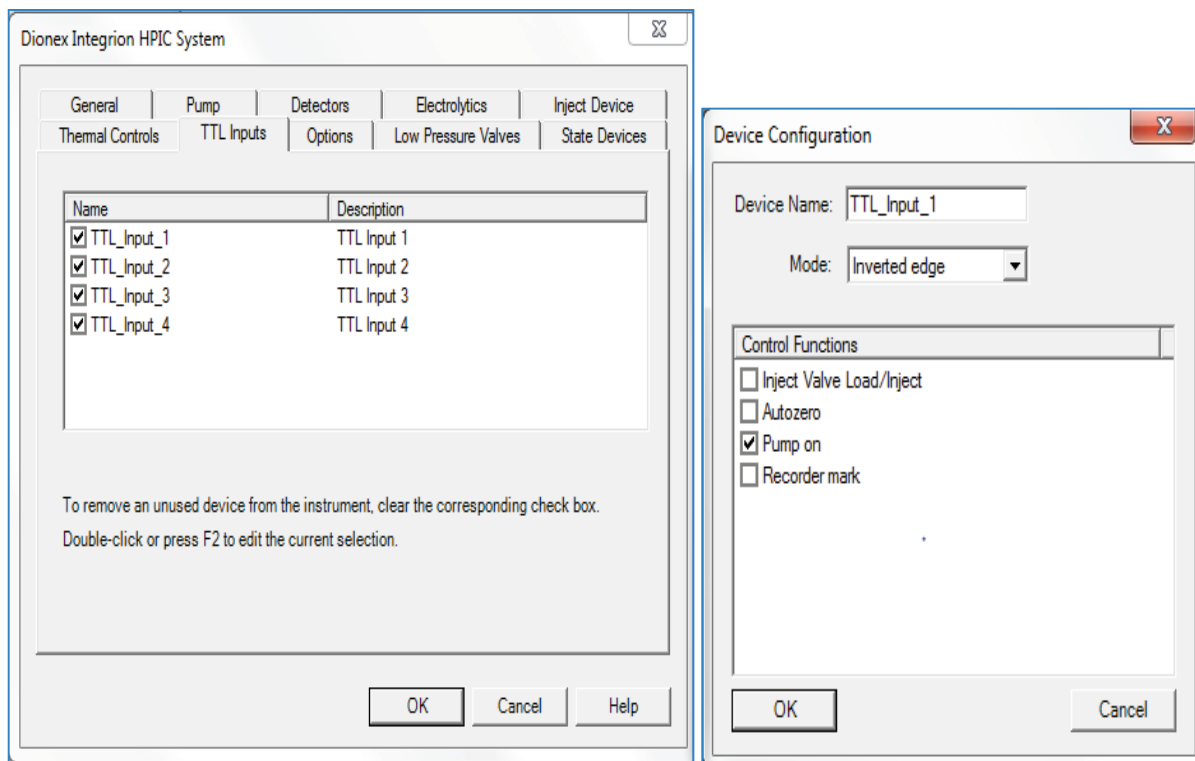 Dionex Integrion HPIC System
General Pump Detectors Electrolytics Inject Device
Thermal Controls TTL Inputs Options Low Pressure Valves State Devices
Name Description
TTL_Input_1 TTL Input 1
TTL_Input_2 TTL Input 2
TTL_Input_3 TTL Input 3
TTL_Input_4 TTL Input 4
To remove an unused device from the instrument, clear the corresponding check box.
Double-click or press F2 to edit the current selection.
OK Cancel Help
Device Configuration
Device Name: TTL_Input_1
Mode: Inverted edge
Control Functions
Inject Valve Load/Inject
Autozero
Pump on
Recorder mark
OK Cancel